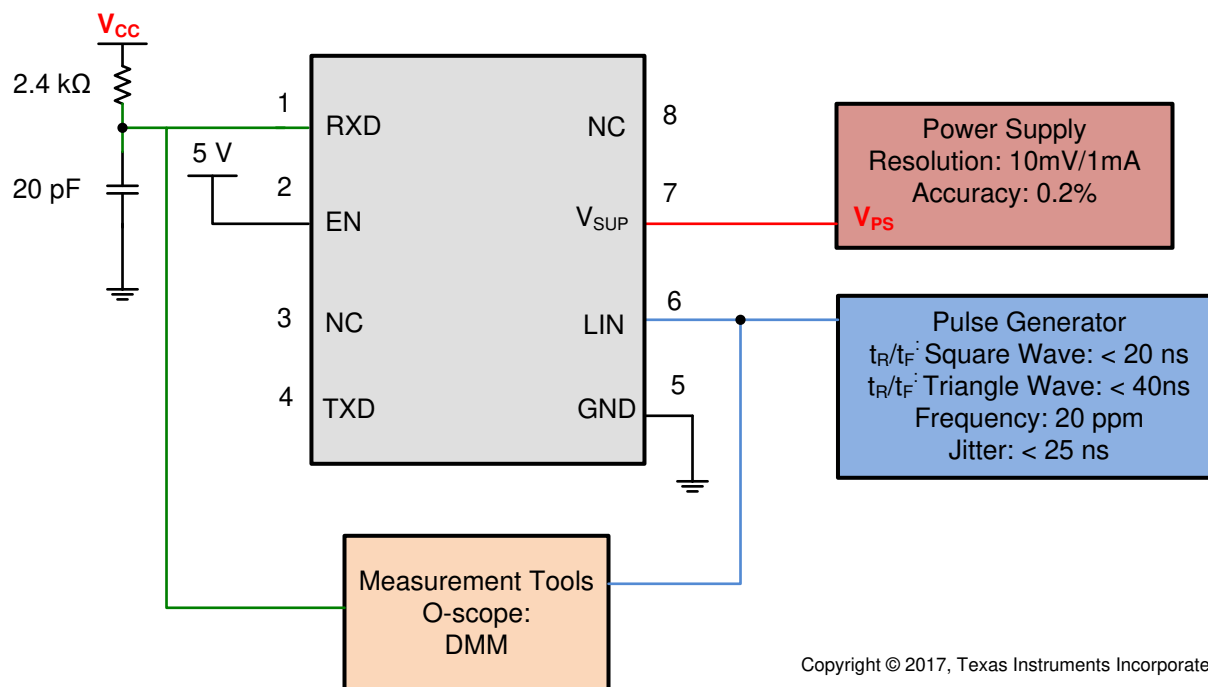 VCC
2.4 kΩ
20 pF
5 V
1
RXD
2
EN
3
NC
4
TXD
NC
8
VSUP
7
LIN
6
GND
5
Power Supply
Resolution: 10mV/1mA
Accuracy: 0.2%
VPS
Pulse Generator
tR/tF: Square Wave: < 20 ns
tR/tF: Triangle Wave: < 40ns
Frequency: 20 ppm
Jitter: < 25 ns
Measurement Tools
O-scope:
DMM
Copyright © 2017, Texas Instruments Incorporate